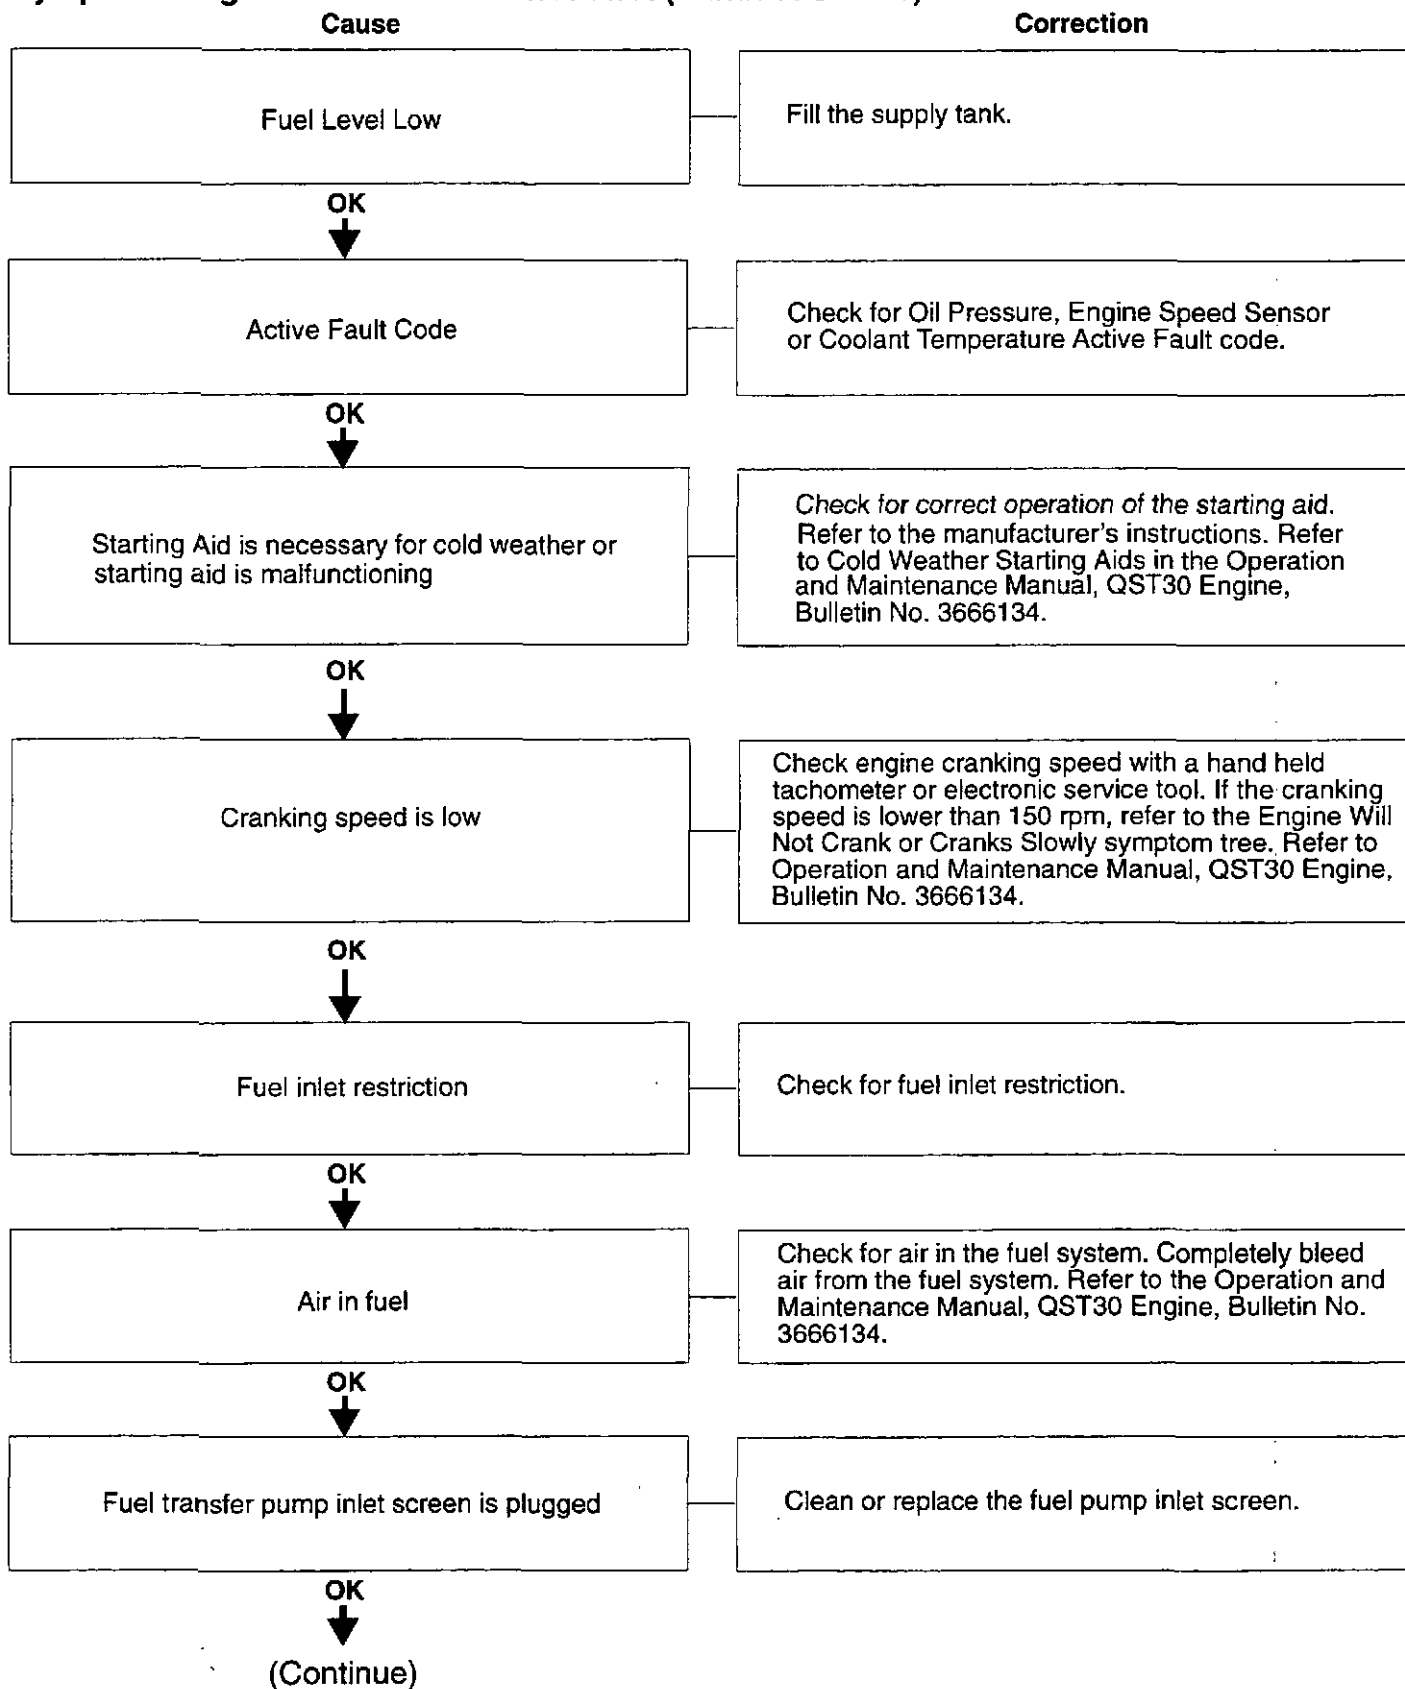 Cause
Correction
Fuel Level Low
Fill the supply tank.
OK
Active Fault Code
Check for Oil Pressure, Engine Speed Sensor
or Coolant Temperature Active Fault code.
OK
Starting Aid is necessary for cold weather or
starting aid is malfunctioning
Check for correct operation of the starting aid.
Refer to the manufacturer's instructions. Refer
to Cold Weather Starting Aids in the Operation
and Maintenance Manual, QST30 Engine,
Bulletin No. 3666134.
OK
Cranking speed is low
Check engine cranking speed with a hand held
tachometer or electronic service tool. If the cranking
speed is lower than 150 rpm, refer to the Engine Will
Not Crank or Cranks Slowly symptom tree. Refer to
Operation and Maintenance Manual, QST30 Engine,
Bulletin No. 3666134.
OK
Fuel inlet restriction
Check for fuel inlet restriction.
OK
Air in fuel
Check for air in the fuel system. Completely bleed
air from the fuel system. Refer to the Operation and
Maintenance Manual, QST30 Engine, Bulletin No.
3666134.
OK
Fuel transfer pump inlet screen is plugged
Clean or replace the fuel pump inlet screen.
OK
(Continue)